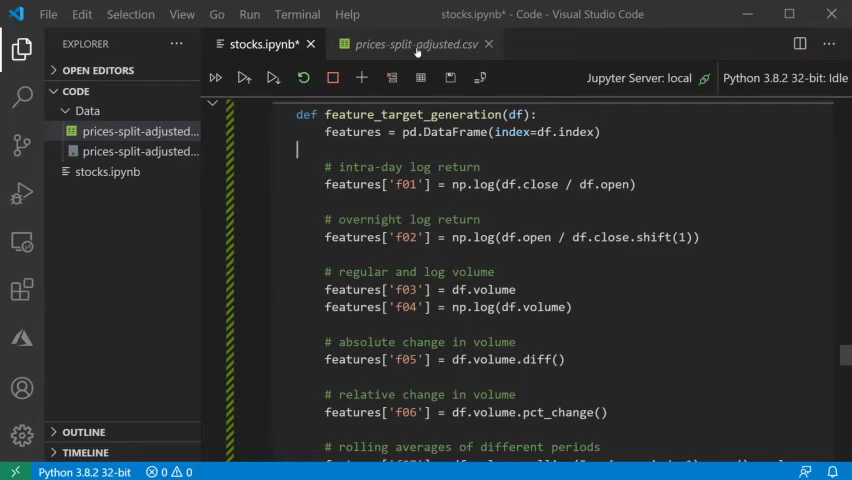 File Edit Selection View Go Run Terminal Help stocks.ipynb* - Code - Visual Studio Code
EXPLORER
stocks.ipynb* prices-split-adjusted.csv
OPEN EDITORS
Jupyter Server: local Python 3.8.2 32-bit: Idle
CODE
Data
prices-split-adjusted...
prices-split-adjusted...
stocks.ipynb
def feature_target_generation(df):
features = pd.DataFrame(index=df.index)
# intra-day log return
features['f01'] = np.log(df.close / df.open)
# overnight log return
features['f02'] = np.log(df.open / df.close.shift(1))
# regular and log volume
features['f03'] = df.volume
features['f04'] = np.log(df.volume)
# absolute change in volume
features['f05'] = df.volume.diff()
# relative change in volume
features['f06'] = df.volume.pct_change()
# rolling averages of different periods
OUTLINE
TIMELINE
Python 3.8.2 32-bit 0 0